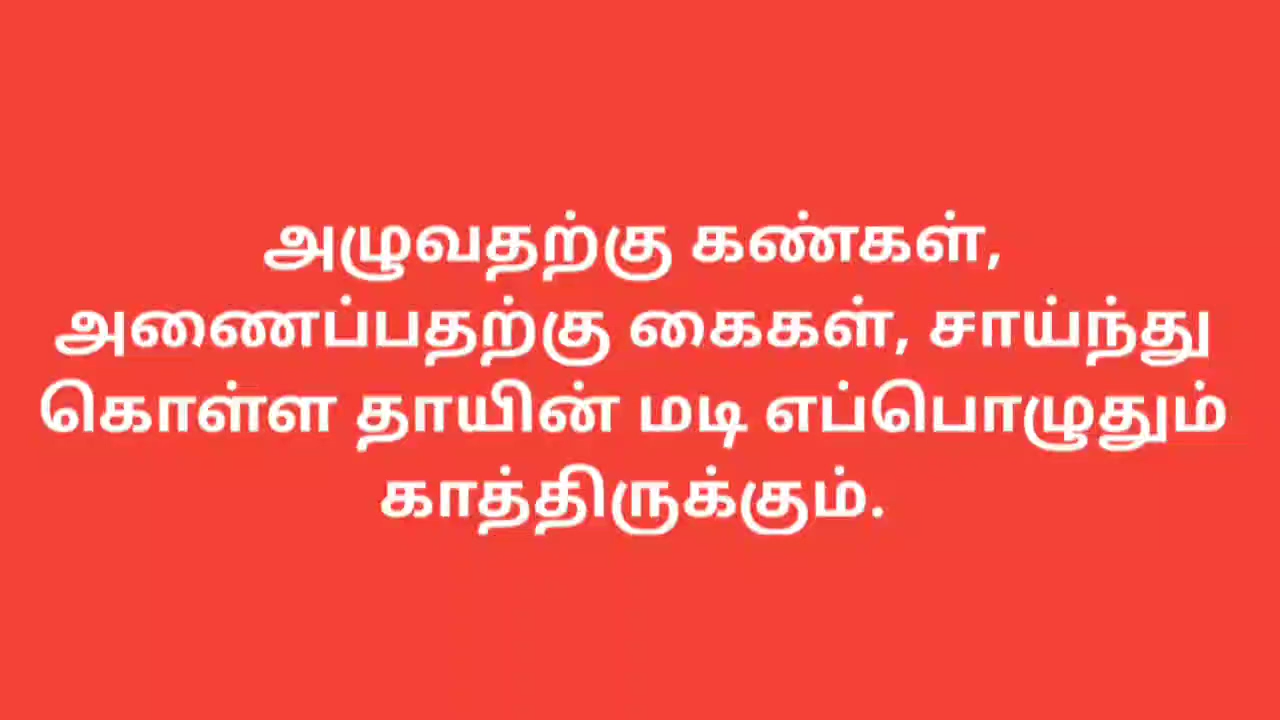 அழுவதற்கு கண்கள்,
அணைப்பதற்கு கைகள், சாய்ந்து
கொள்ள தாயின் மடி எப்பொழுதும்
காத்திருக்கும்.